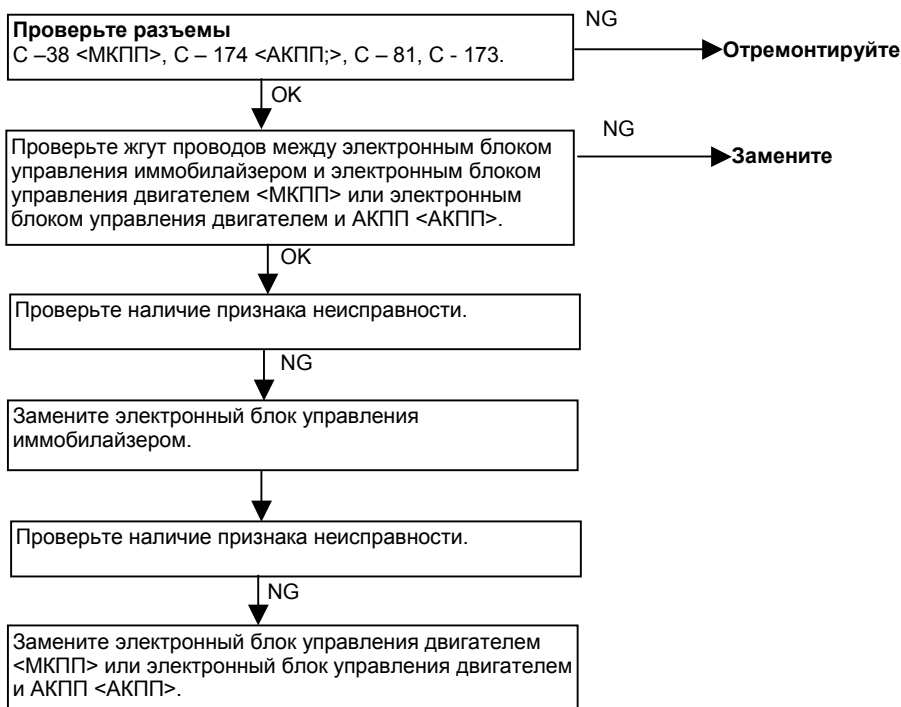 Проверьте разъемы
NG
С –38 <МКПП>, С – 174 <АКПП;>, С – 81, С - 173.
Отремонтируйте
OK
Проверьте жгут проводов между электронным блоком
управления иммобилайзером и электронным блоком
управления двигателем <МКПП> или электронным
блоком управления двигателем и АКПП <АКПП>.
NG
Замените
OK
Проверьте наличие признака неисправности.
NG
Замените электронный блок управления
иммобилайзером.
Проверьте наличие признака неисправности.
NG
Замените электронный блок управления двигателем
<МКПП> или электронный блок управления двигателем
и АКПП <АКПП>.